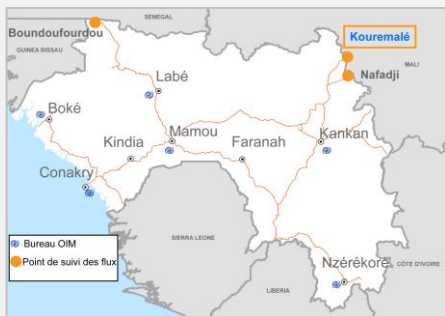 SENEGAL
Boundoufourdou
Kouremalé
GUINEA BISSAU
MALI
Nafadji
Labé
Boké
Kindia
Mamou
Faranah
Kankan
Conakry
SIERRA LEONE
Bureau OIM
Point de suivi des flux
Nzérékoré
CÔTE D'IVOIRE
LIBERIA